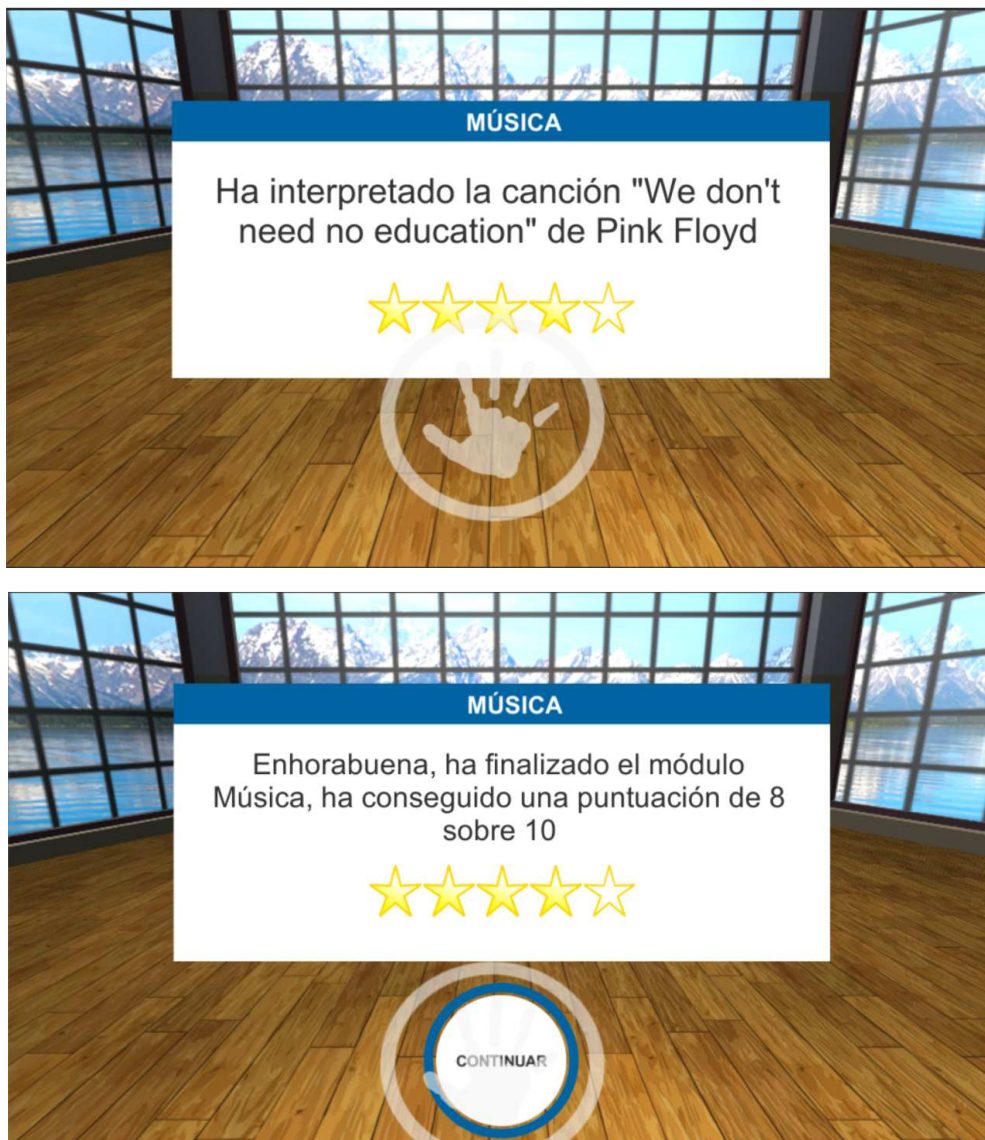 MÚSICA
Ha interpretado la canción "We don't
need no education" de Pink Floyd
MÚSICA
Enhorabuena, ha finalizado el módulo
Música, ha conseguido una puntuación de 8
sobre 10
CONTINUAR